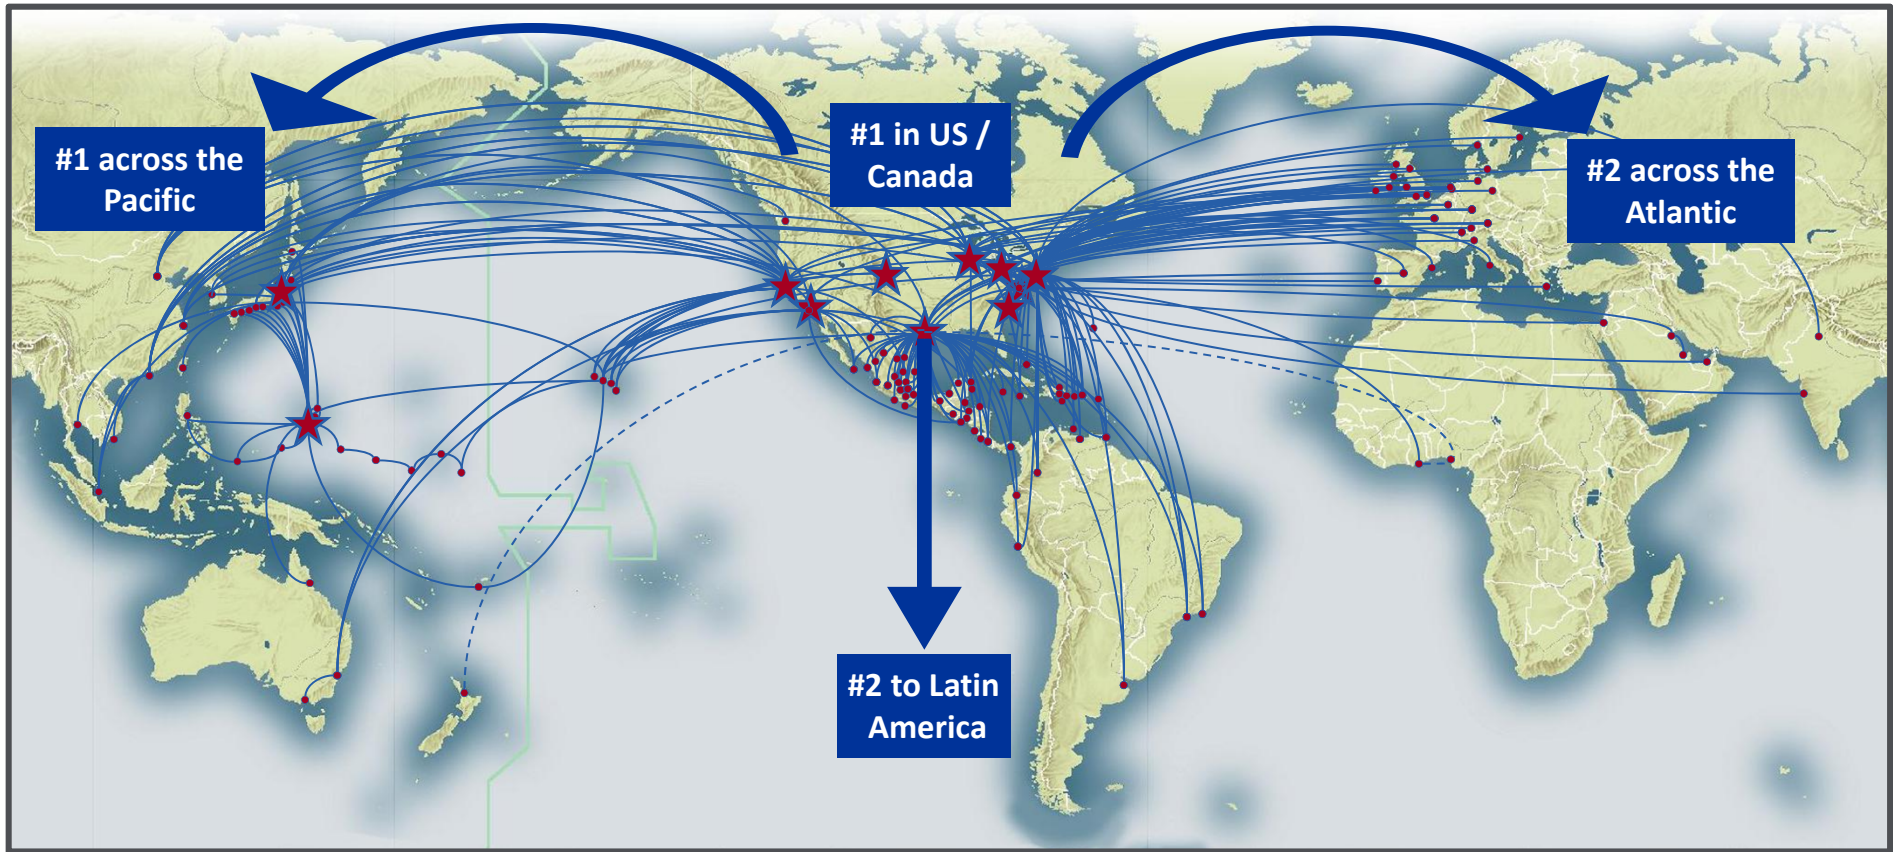 #1 across the
Pacific
#1 in US /
Canada
#2 across the
Atlantic
#2 to Latin
America